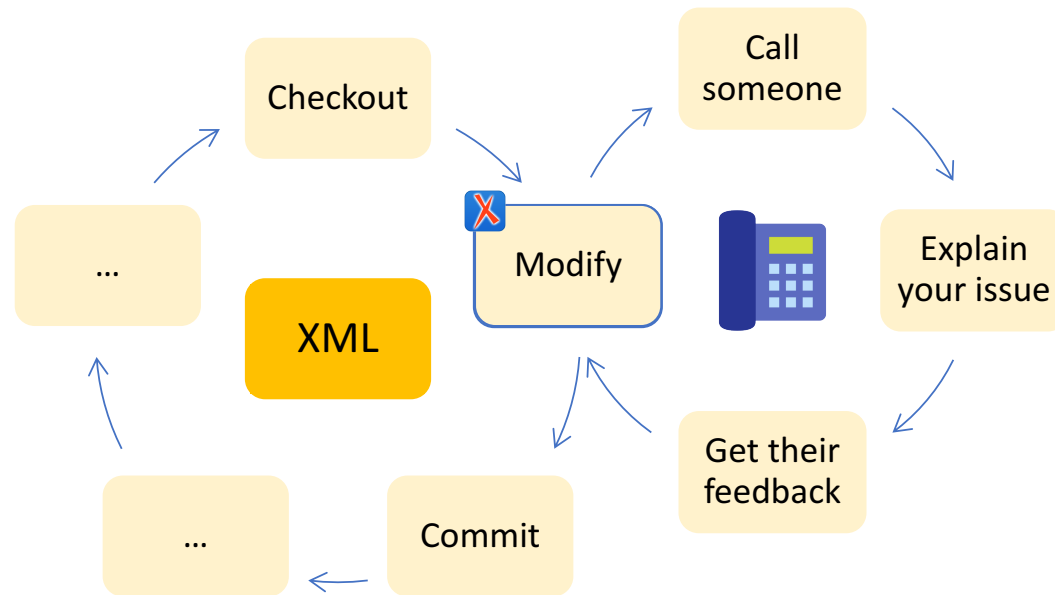 Call
someone
Checkout
Explain
your issue
Modify
...
XML
Get their
feedback
Commit
...